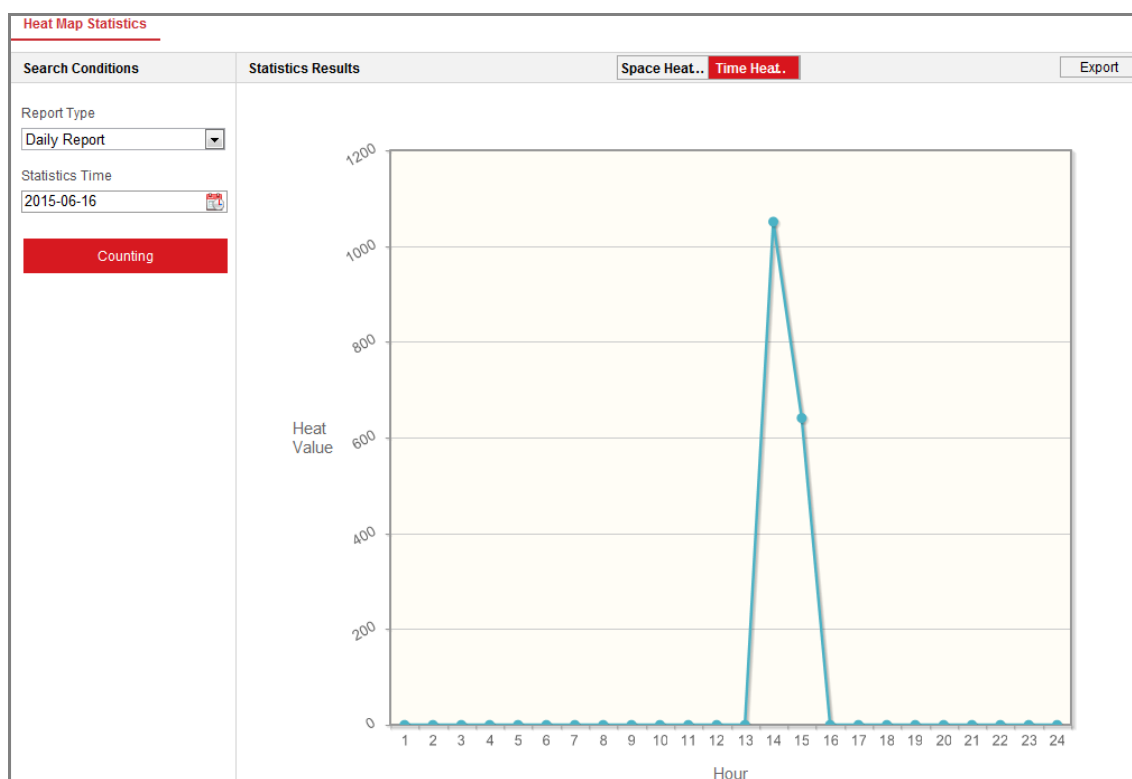 Heat Map Statistics
Search Conditions
Statistics Results
Space Heat...
Time Heat..
Export
Report Type
Daily Report
Statistics Time
2015-06-16
Counting
1200
1000
800
600
400
200
0
Heat
Value
1 2 3 4 5 6 7 8 9 10 11 12 13 14 15 16 17 18 19 20 21 22 23 24
Hour